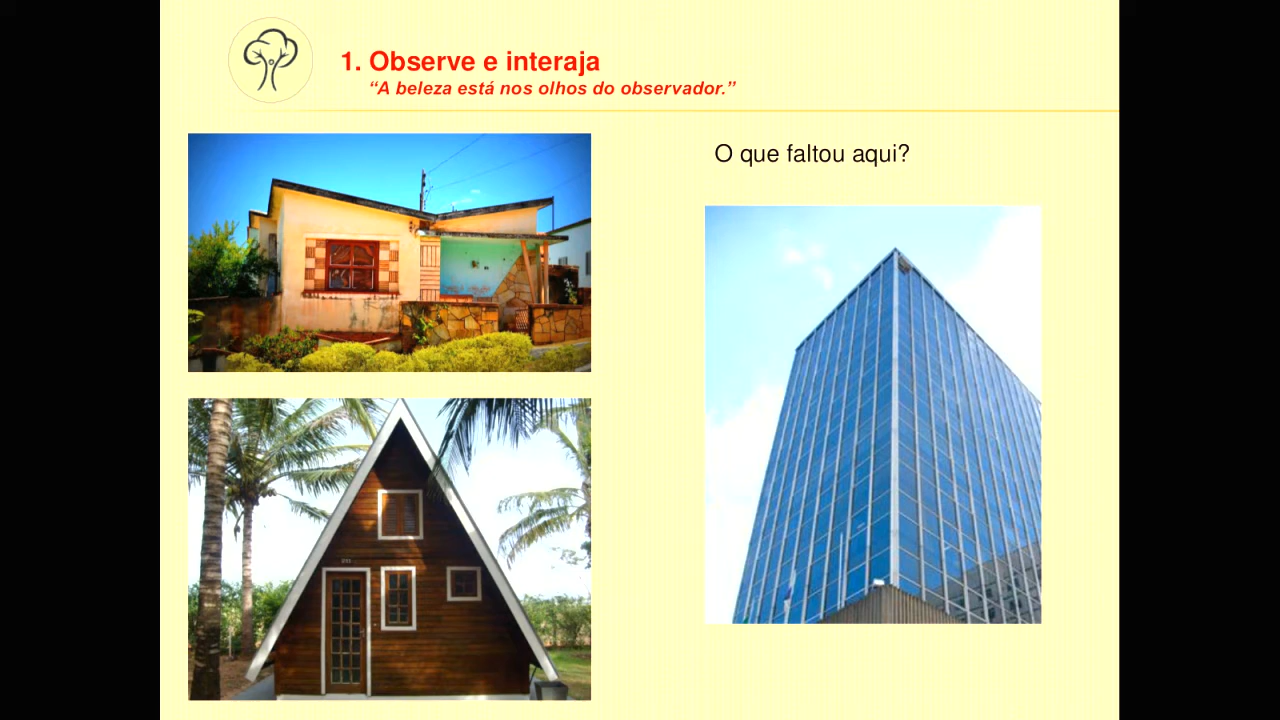 1. Observe e interaja
“A beleza está nos olhos do observador.”
O que faltou aqui?